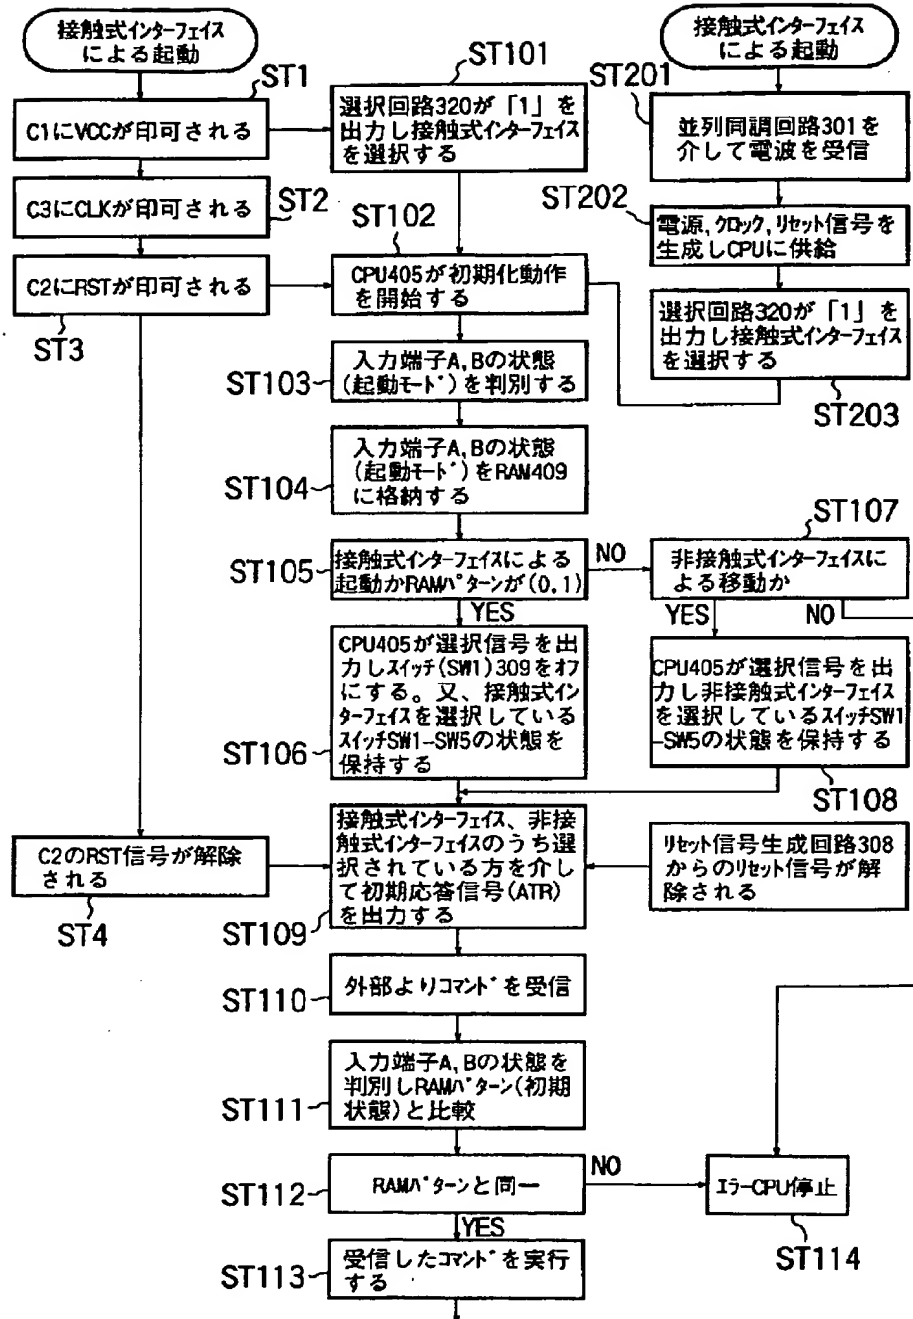 接触式インターフェイス
による起動
ST1
C1にVCCが印可される
C3にCLKが印可される
ST2
C2にRSTが印可される
ST3
C2のRST信号が解除
される
ST4
ST101
選択回路320が「1」を
出力し接触式インターフェイス
を選択する
ST102
CPU405が初期化動作
を開始する
ST103
入力端子A,Bの状態
(起動モード)を判別する
ST104
入力端子A,Bの状態
(起動モード)をRAM409
に格納する
ST105
接触式インターフェイスによる
起動かRAMパターンが(0,1)
NO
YES
ST106
CPU405が選択信号を出
力しスイッチ(SW1)309をオフ
にする。又、接触式イン
ターフェイスを選択している
スイッチSW1-SW5の状態を
保持する
ST109
接触式インターフェイス、非接
触式インターフェイスのうち選
択されている方を介し
て初期応答信号(ATR)
を出力する
ST110
外部よりコマンドを受信
ST111
入力端子A,Bの状態を
判別しRAMパターン(初期
状態)と比較
ST112
RAMパターンと同一
NO
YES
ST113
受信したコマンドを実行
する
接触式インターフェイス
による起動
ST201
並列同調回路301を
介して電波を受信
ST202
電源,クロック,リセット信号を
生成しCPUに供給
選択回路320が「1」を
出力し接触式インターフェイス
を選択する
ST203
ST107
非接触式インターフェイスに
よる移動か
YES
NO
CPU405が選択信号を出
力し非接触式インターフェイス
を選択しているスイッチSW1
-SW5の状態を保持する
ST108
リセット信号生成回路308
からのリセット信号が解
除される
エラーCPU停止
ST114